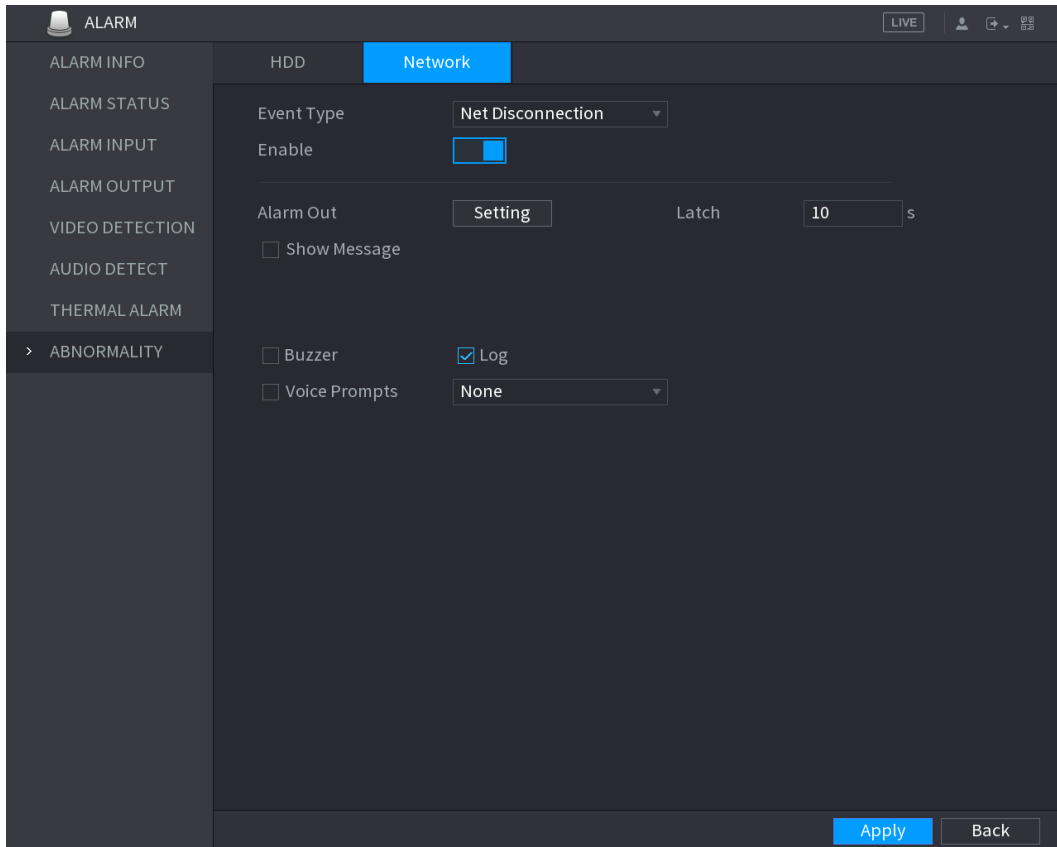 ALARM
LIVE
ALARM INFO
HDD
Network
ALARM STATUS
Event Type
Net Disconnection
ALARM INPUT
Enable
ALARM OUTPUT
Alarm Out
Setting
Latch
10
s
VIDEO DETECTION
Show Message
AUDIO DETECT
THERMAL ALARM
ABNORMALITY
Buzzer
Log
Voice Prompts
None
Apply
Back